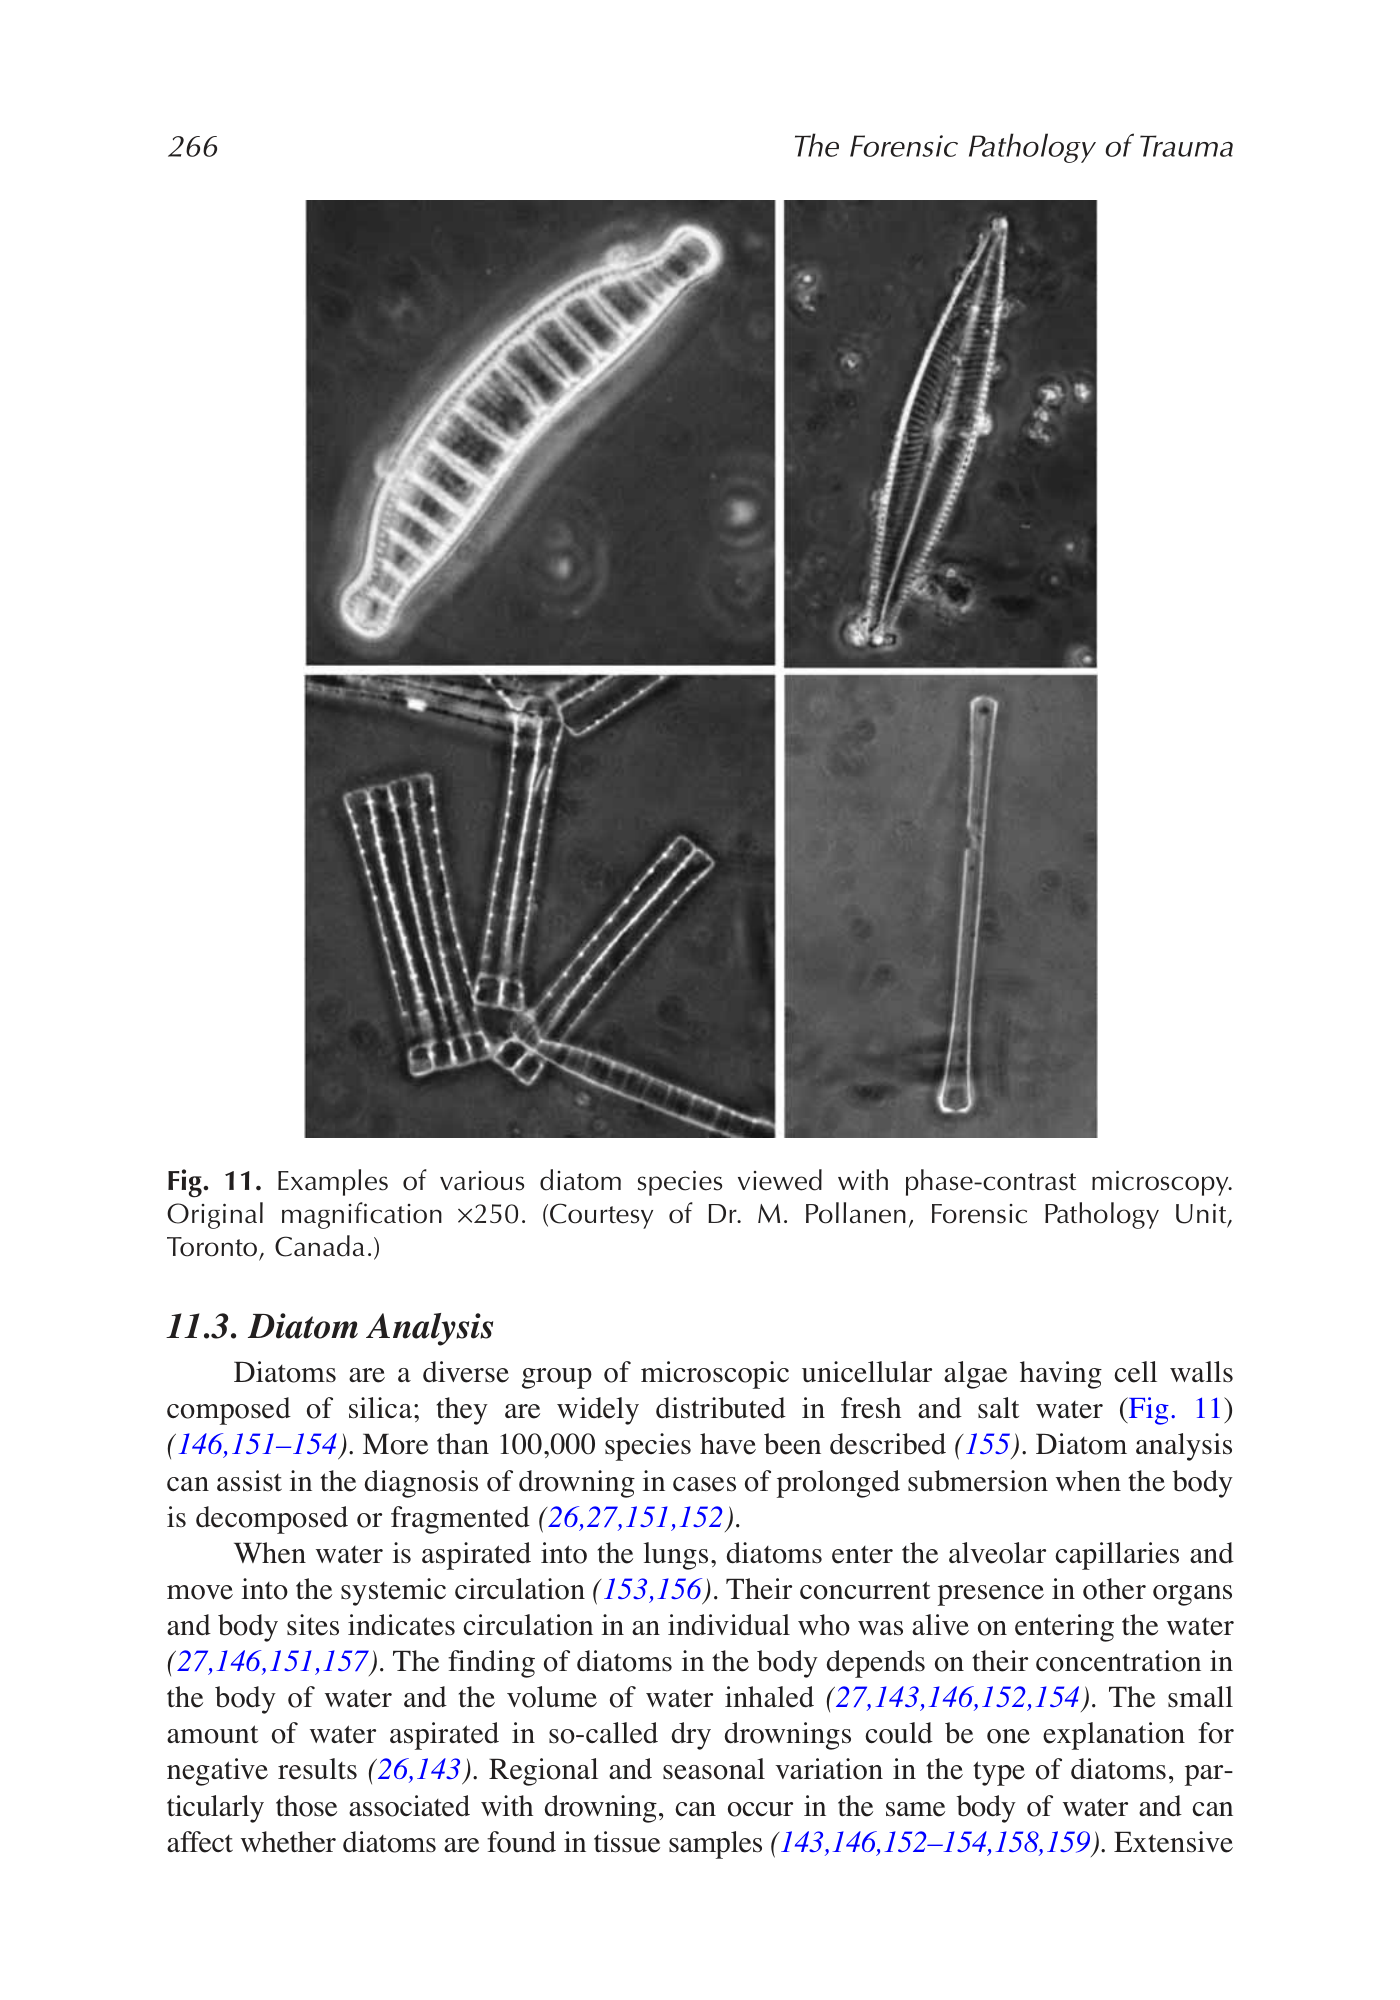 266
The Forensic Pathology of Trauma
Fig. 11. Examples of various diatom species viewed with phase-contrast microscopy.
Original magnification ×250. (Courtesy of Dr. M. Pollanen, Forensic Pathology Unit,
Toronto, Canada.)
11.3. Diatom Analysis
Diatoms are a diverse group of microscopic unicellular algae having cell walls
composed of silica; they are widely distributed in fresh and salt water (Fig. 11)
(146,151–154). More than 100,000 species have been described (155). Diatom analysis
can assist in the diagnosis of drowning in cases of prolonged submersion when the body
is decomposed or fragmented (26,27,151,152).
When water is aspirated into the lungs, diatoms enter the alveolar capillaries and
move into the systemic circulation (153,156). Their concurrent presence in other organs
and body sites indicates circulation in an individual who was alive on entering the water
(27,146,151,157). The finding of diatoms in the body depends on their concentration in
the body of water and the volume of water inhaled (27,143,146,152,154). The small
amount of water aspirated in so-called dry drownings could be one explanation for
negative results (26,143). Regional and seasonal variation in the type of diatoms, par-
ticularly those associated with drowning, can occur in the same body of water and can
affect whether diatoms are found in tissue samples (143,146,152–154,158,159). Extensive